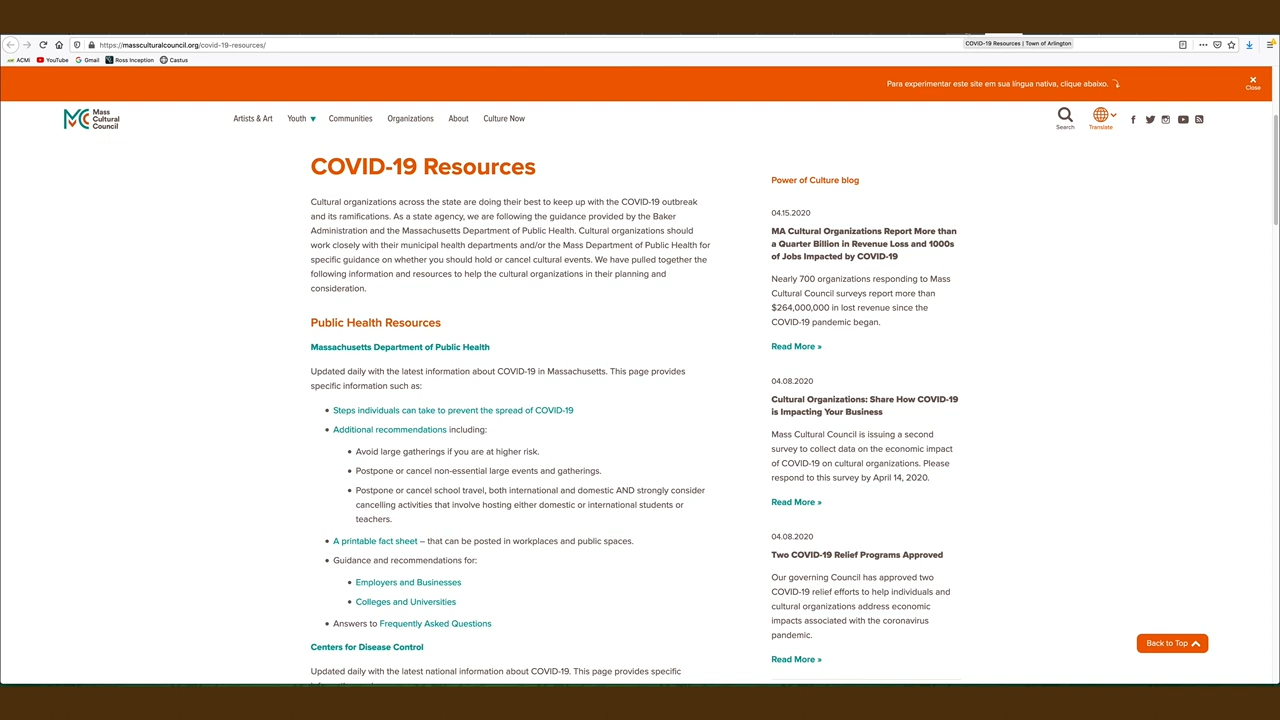 https://massculturalcouncil.org/covid-19-resources/
COVID-19 Resources | Town of Arlington
ACMi YouTube Gmail Ross Inception Castus
Para experimentar este site em sua língua nativa, clique abaixo.
Close
Mass
Cultural
Council
Artists & Art Youth Communities Organizations About Culture Now
Search
Translate
COVID-19 Resources
Cultural organizations across the state are doing their best to keep up with the COVID-19 outbreak
and its ramifications. As a state agency, we are following the guidance provided by the Baker
Administration and the Massachusetts Department of Public Health. Cultural organizations should
work closely with their municipal health departments and/or the Mass Department of Public Health for
specific guidance on whether you should hold or cancel cultural events. We have pulled together the
following information and resources to help the cultural organizations in their planning and
consideration.
Public Health Resources
Massachusetts Department of Public Health
Updated daily with the latest information about COVID-19 in Massachusetts. This page provides
specific information such as:
• Steps individuals can take to prevent the spread of COVID-19
• Additional recommendations including:
• Avoid large gatherings if you are at higher risk.
• Postpone or cancel non-essential large events and gatherings.
• Postpone or cancel school travel, both international and domestic AND strongly consider
cancelling activities that involve hosting either domestic or international students or
teachers.
• A printable fact sheet – that can be posted in workplaces and public spaces.
• Guidance and recommendations for:
• Employers and Businesses
• Colleges and Universities
• Answers to Frequently Asked Questions
Centers for Disease Control
Updated daily with the latest national information about COVID-19. This page provides specific
Power of Culture blog
04.15.2020
MA Cultural Organizations Report More than
a Quarter Billion in Revenue Loss and 1000s
of Jobs Impacted by COVID-19
Nearly 700 organizations responding to Mass
Cultural Council surveys report more than
$264,000,000 in lost revenue since the
COVID-19 pandemic began.
Read More »
04.08.2020
Cultural Organizations: Share How COVID-19
is Impacting Your Business
Mass Cultural Council is issuing a second
survey to collect data on the economic impact
of COVID-19 on cultural organizations. Please
respond to this survey by April 14, 2020.
Read More »
04.08.2020
Two COVID-19 Relief Programs Approved
Our governing Council has approved two
COVID-19 relief efforts to help individuals and
cultural organizations address economic
impacts associated with the coronavirus
pandemic.
Read More »
Back to Top